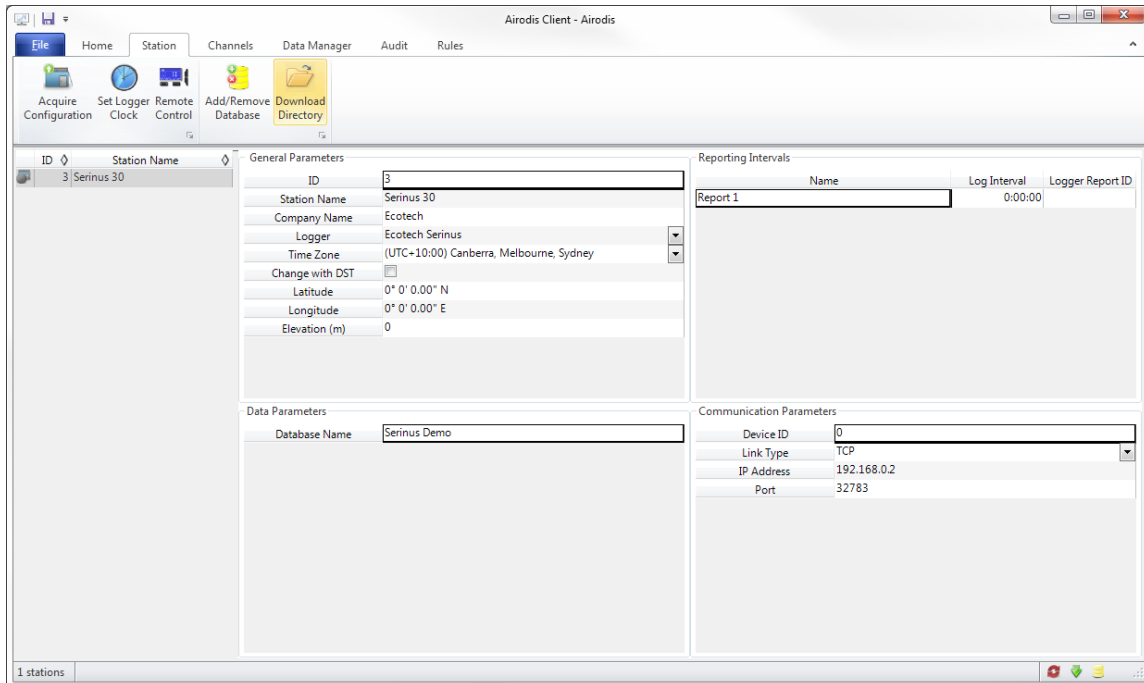 Airodis Client - Airodis
File Home Station Channels Data Manager Audit Rules
Acquire Configuration
Set Logger Clock
Remote Control
Add/Remove Database
Download Directory
ID Station Name
3 Serinus 30
General Parameters
ID 3
Station Name Serinus 30
Company Name Ecotech
Logger Ecotech Serinus
Time Zone (UTC+10:00) Canberra, Melbourne, Sydney
Change with DST
Latitude 0° 0' 0.00" N
Longitude 0° 0' 0.00" E
Elevation (m) 0
Reporting Intervals
Name Log Interval Logger Report ID
Report 1 0:00:00
Data Parameters
Database Name Serinus Demo
Communication Parameters
Device ID 0
Link Type TCP
IP Address 192.168.0.2
Port 32783
1 stations